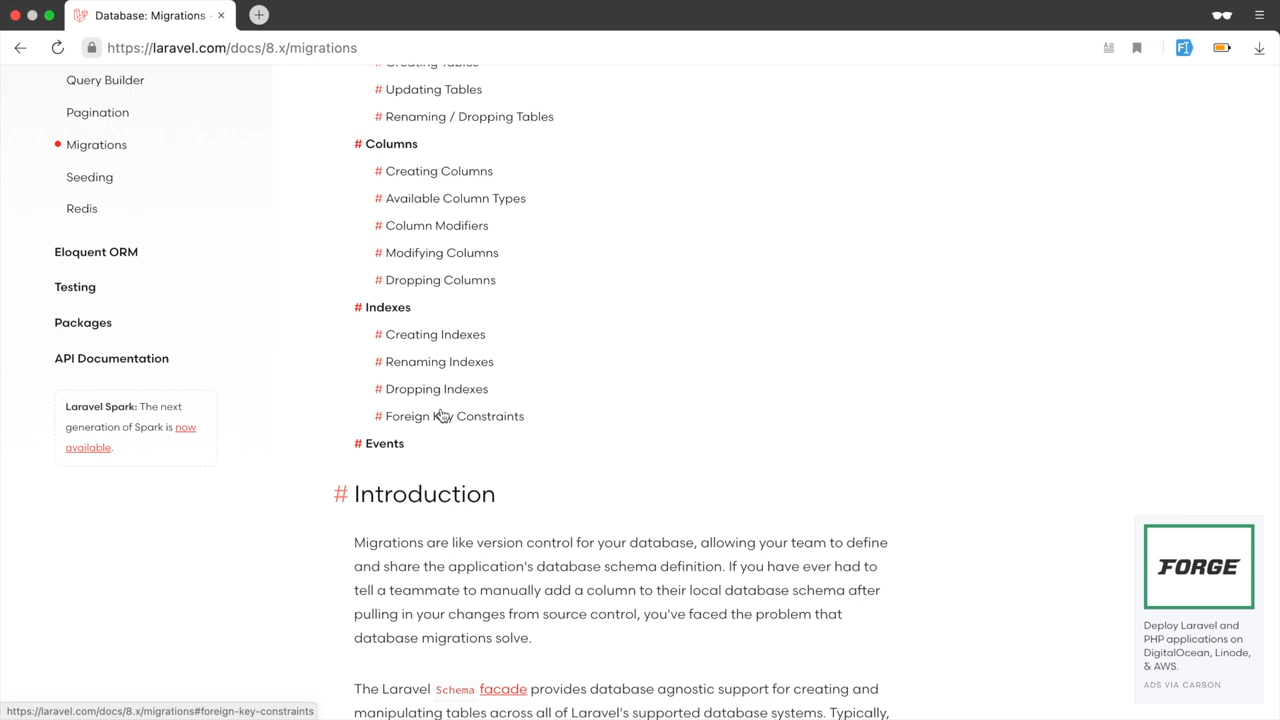 Database: Migrations -
https://laravel.com/docs/8.x/migrations
Query Builder
Pagination
Migrations
Seeding
Redis
Eloquent ORM
Testing
Packages
API Documentation
Laravel Spark: The next
generation of Spark is now
available.
# Creating Tables
# Updating Tables
# Renaming / Dropping Tables
# Columns
# Creating Columns
# Available Column Types
# Column Modifiers
# Modifying Columns
# Dropping Columns
# Indexes
# Creating Indexes
# Renaming Indexes
# Dropping Indexes
# Foreign Key Constraints
# Events
# Introduction
Migrations are like version control for your database, allowing your team to define
and share the application's database schema definition. If you have ever had to
tell a teammate to manually add a column to their local database schema after
pulling in your changes from source control, you've faced the problem that
database migrations solve.
The Laravel Schema facade provides database agnostic support for creating and
manipulating tables across all of Laravel's supported database systems. Typically,
FORGE
Deploy Laravel and
PHP applications on
DigitalOcean, Linode,
& AWS.
ADS VIA CARBON
https://laravel.com/docs/8.x/migrations#foreign-key-constraints